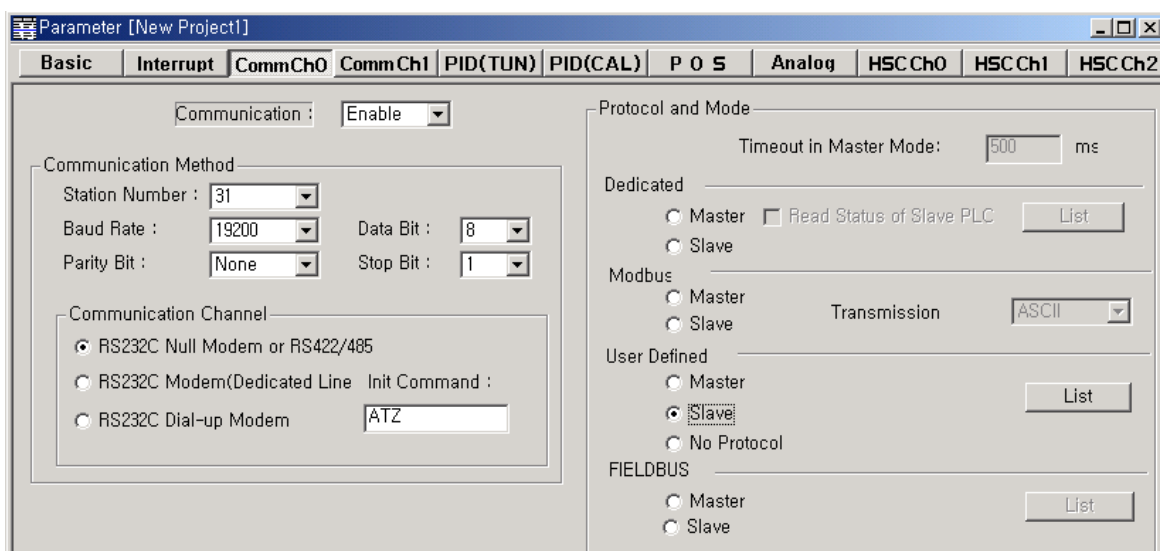 Parameter [New Project1]
Basic Interrupt CommCh0 CommCh1 PID(TUN) PID(CAL) P O S Analog HSCCh0 HSCCh1 HSCCh2
Communication : Enable
Communication Method
Station Number : 31
Baud Rate : 19200 Data Bit : 8
Parity Bit : None Stop Bit : 1
Communication Channel
RS232C Null Modem or RS422/485
RS232C Modem(Dedicated Line Init Command :
RS232C Dial-up Modem ATZ
Protocol and Mode
Timeout in Master Mode: 500 ms
Dedicated
Master Read Status of Slave PLC List
Slave
Modbus
Master
Transmission ASCII
Slave
User Defined
Master
List
Slave
No Protocol
FIELDBUS
Master
List
Slave